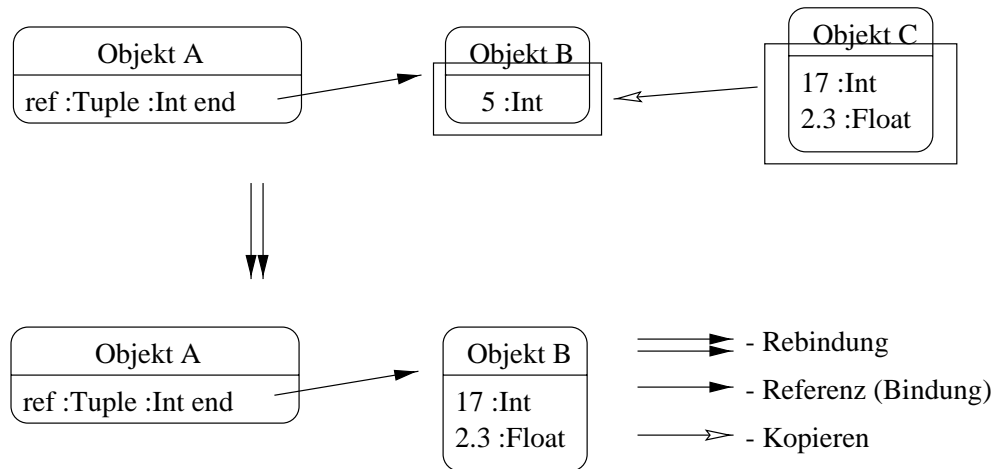 Objekt A
ref :Tuple :Int end
Objekt B
5 :Int
Objekt C
17 :Int
2.3 :Float
Objekt A
ref :Tuple :Int end
Objekt B
17 :Int
2.3 :Float
- Rebindung
- Referenz (Bindung)
- Kopieren